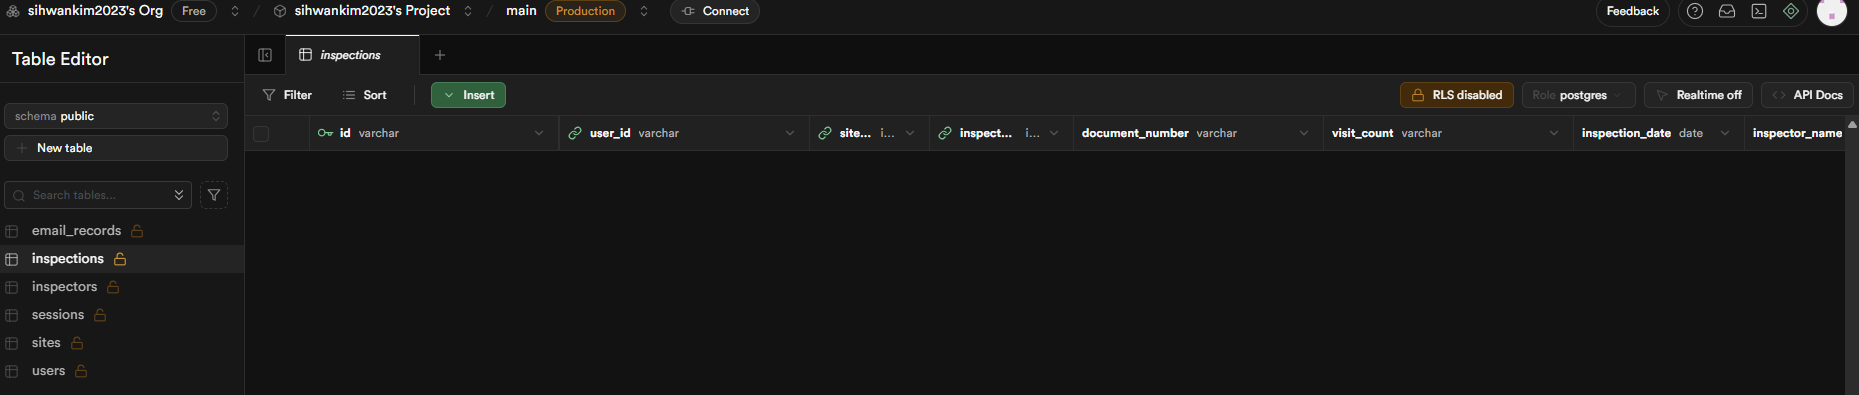 sihwankim2023's Org Free / sihwankim2023's Project / main Production Connect Feedback
Table Editor
inspections
schema public
New table
Search tables...
email_records
inspections
inspectors
sessions
sites
users
Filter Sort Insert RLS disabled Role postgres Realtime off API Docs
id varchar user_id varchar site... i... inspect... i... document_number varchar visit_count varchar inspection_date date inspector_name